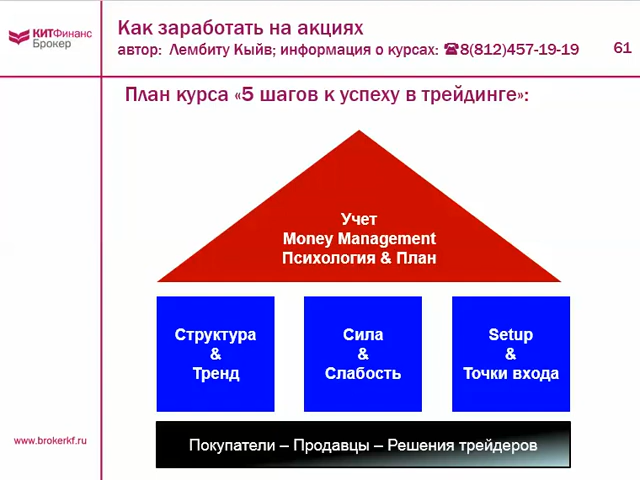 КИТФинанс
Брокер
Как заработать на акциях
автор: Лембиту Кыйв; информация о курсах: ☎8(812)457-19-19
61
План курса «5 шагов к успеху в трейдинге»:
Учет
Money Management
Психология & План
Структура
&
Тренд
Сила
&
Слабость
Setup
&
Точки входа
Покупатели – Продавцы – Решения трейдеров
www.brokerkf.ru